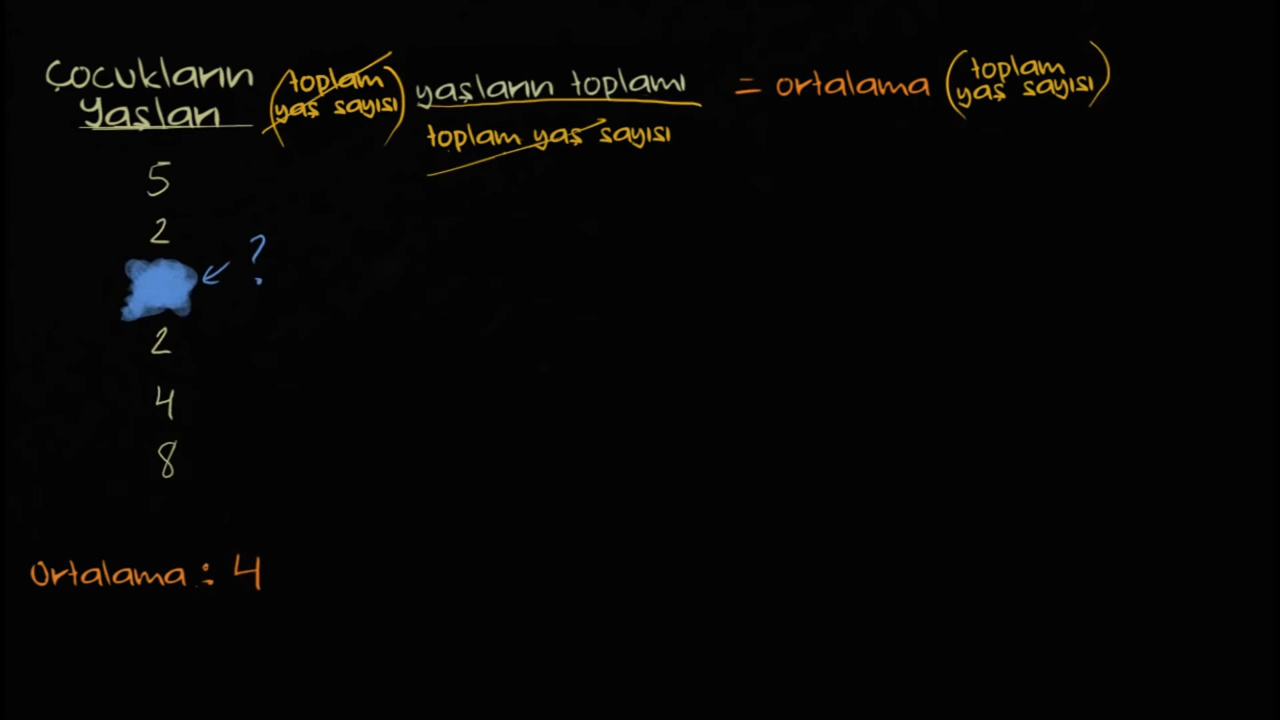 Çocukların
Yaşları
(toplam
yaş sayısı)
yaşların toplamı
toplam yaş sayısı
= ortalama
(toplam
yaş sayısı)
5
2
?
2
4
8
Ortalama : 4